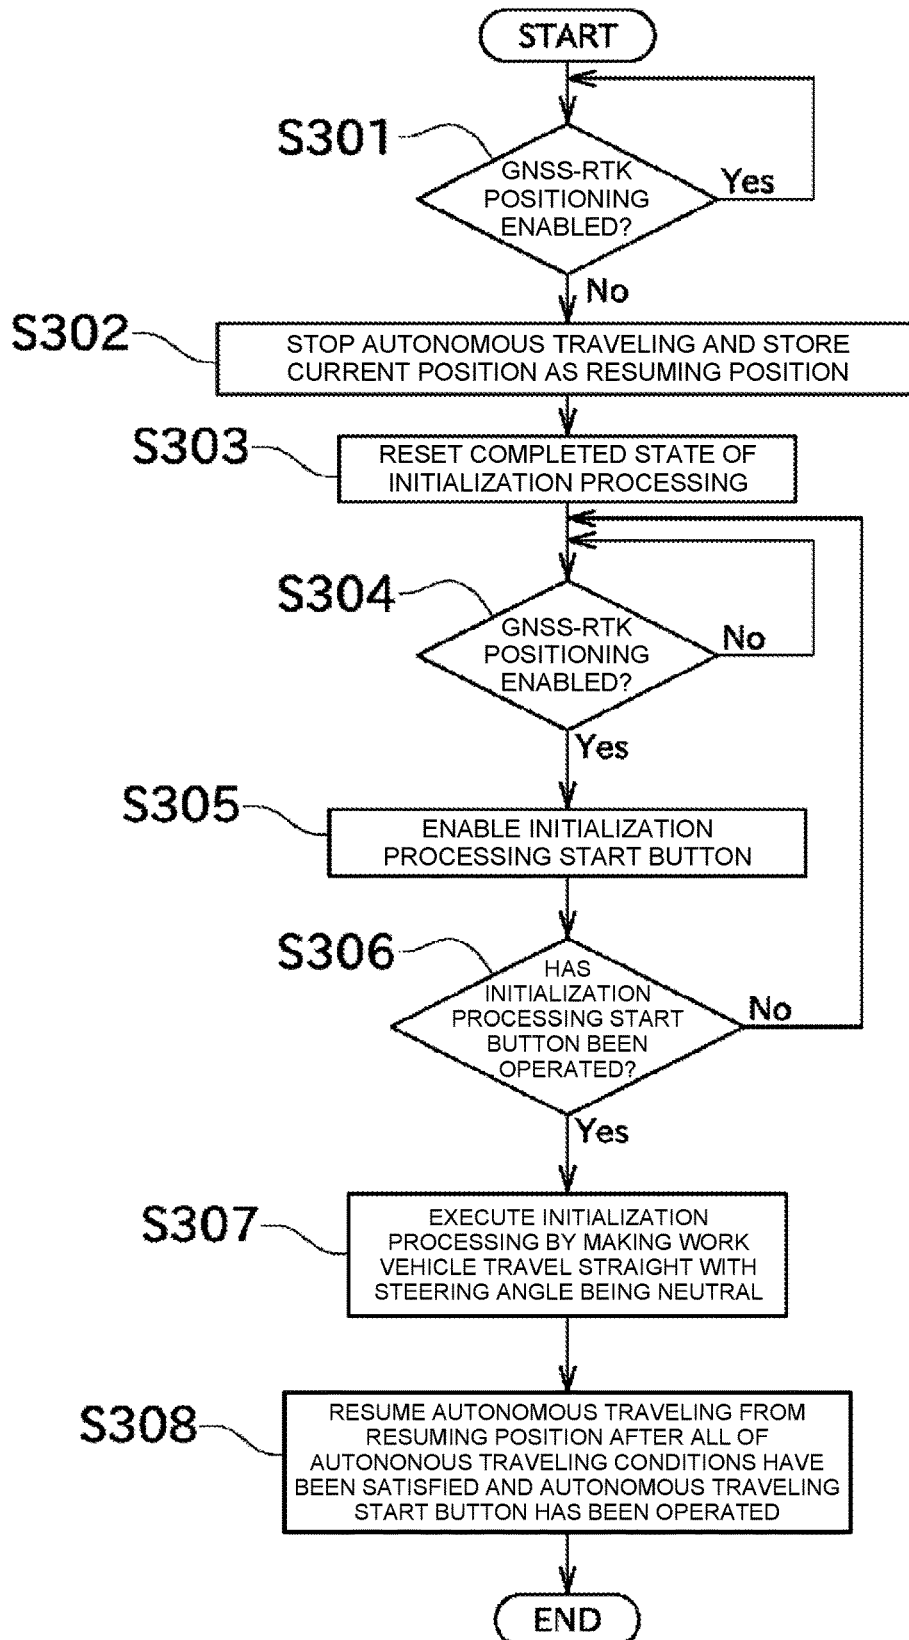 START
S301
GNSS-RTK
POSITIONING
ENABLED?
Yes
No
S302
STOP AUTONOMOUS TRAVELING AND STORE
CURRENT POSITION AS RESUMING POSITION
S303
RESET COMPLETED STATE OF
INITIALIZATION PROCESSING
S304
GNSS-RTK
POSITIONING
ENABLED?
No
Yes
S305
ENABLE INITIALIZATION
PROCESSING START BUTTON
S306
HAS
INITIALIZATION
PROCESSING START
BUTTON BEEN
OPERATED?
No
Yes
S307
EXECUTE INITIALIZATION
PROCESSING BY MAKING WORK
VEHICLE TRAVEL STRAIGHT WITH
STEERING ANGLE BEING NEUTRAL
S308
RESUME AUTONOMOUS TRAVELING FROM
RESUMING POSITION AFTER ALL OF
AUTONONOUS TRAVELING CONDITIONS HAVE
BEEN SATISFIED AND AUTONOMOUS TRAVELING
START BUTTON HAS BEEN OPERATED
END